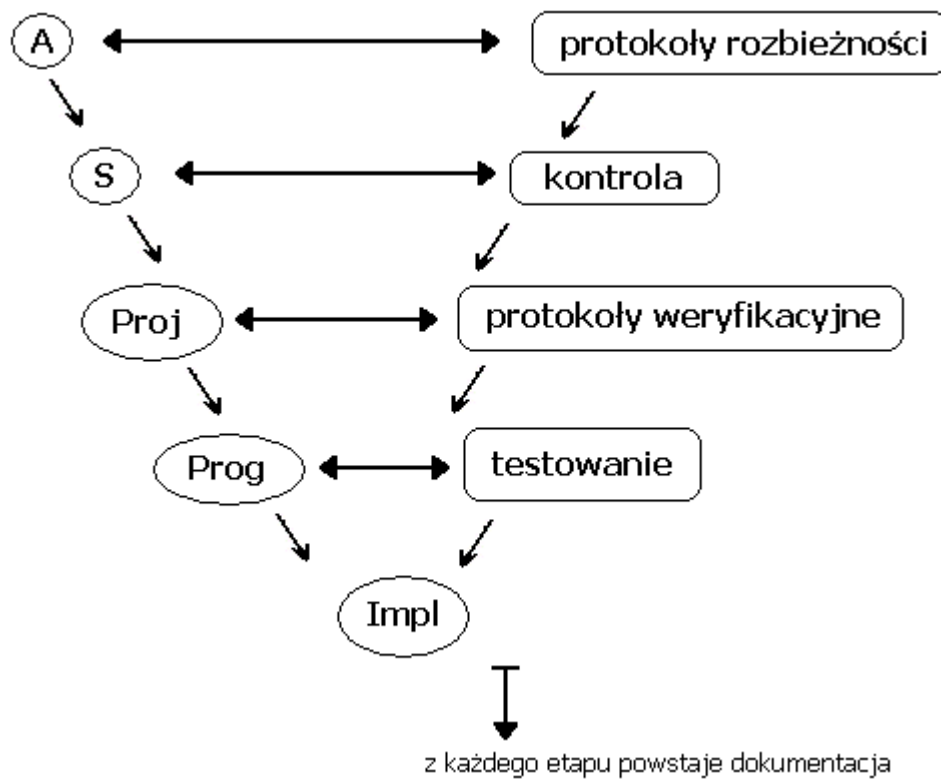 A
protokoły rozbieżności
S
kontrola
Proj
protokoły weryfikacyjne
Prog
testowanie
Impl
z każdego etapu powstaje dokumentacja